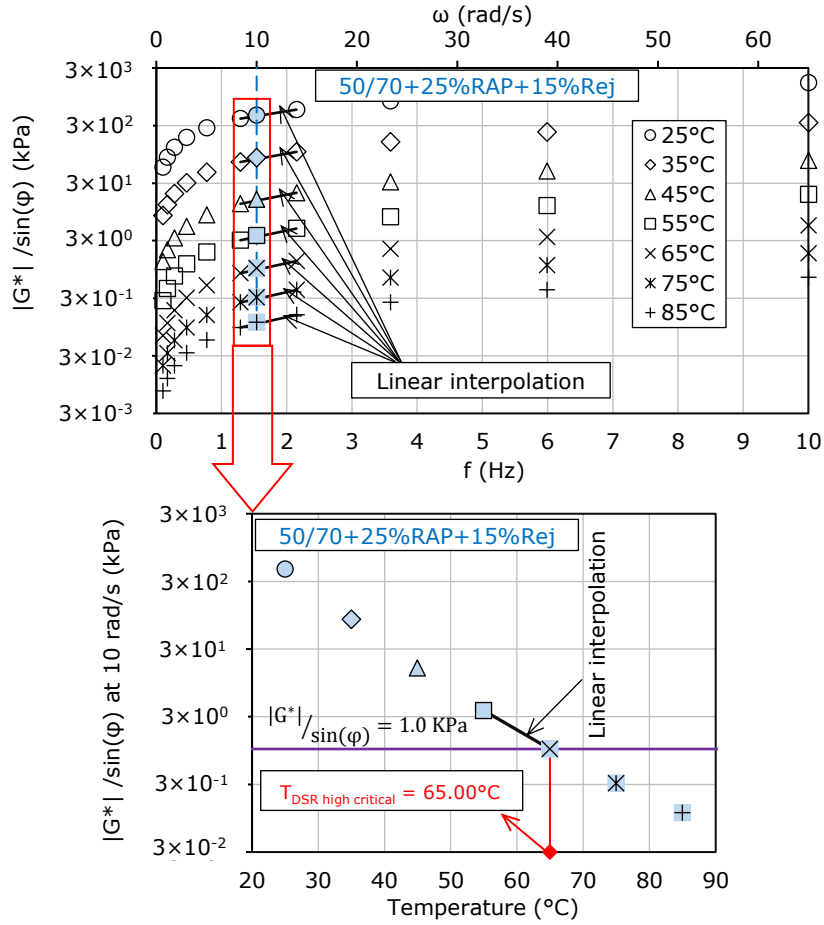 ω (rad/s)
0 10 20 30 40 50 60
3×10³
3×10²
3×10¹
3×10⁰
3×10⁻¹
3×10⁻²
3×10⁻³
|G*| /sin(φ) (kPa)
50/70+25%RAP+15%Rej
25°C
35°C
45°C
55°C
65°C
75°C
85°C
Linear interpolation
0 1 2 3 4 5 6 7 8 9 10
f (Hz)
3×10³
3×10²
3×10¹
3×10⁰
3×10⁻¹
3×10⁻²
|G*| /sin(φ) at 10 rad/s (kPa)
50/70+25%RAP+15%Rej
Linear interpolation
|G*|/sin(φ) = 1.0 KPa
T_DSR high critical = 65.00°C
20 30 40 50 60 70 80 90
Temperature (°C)